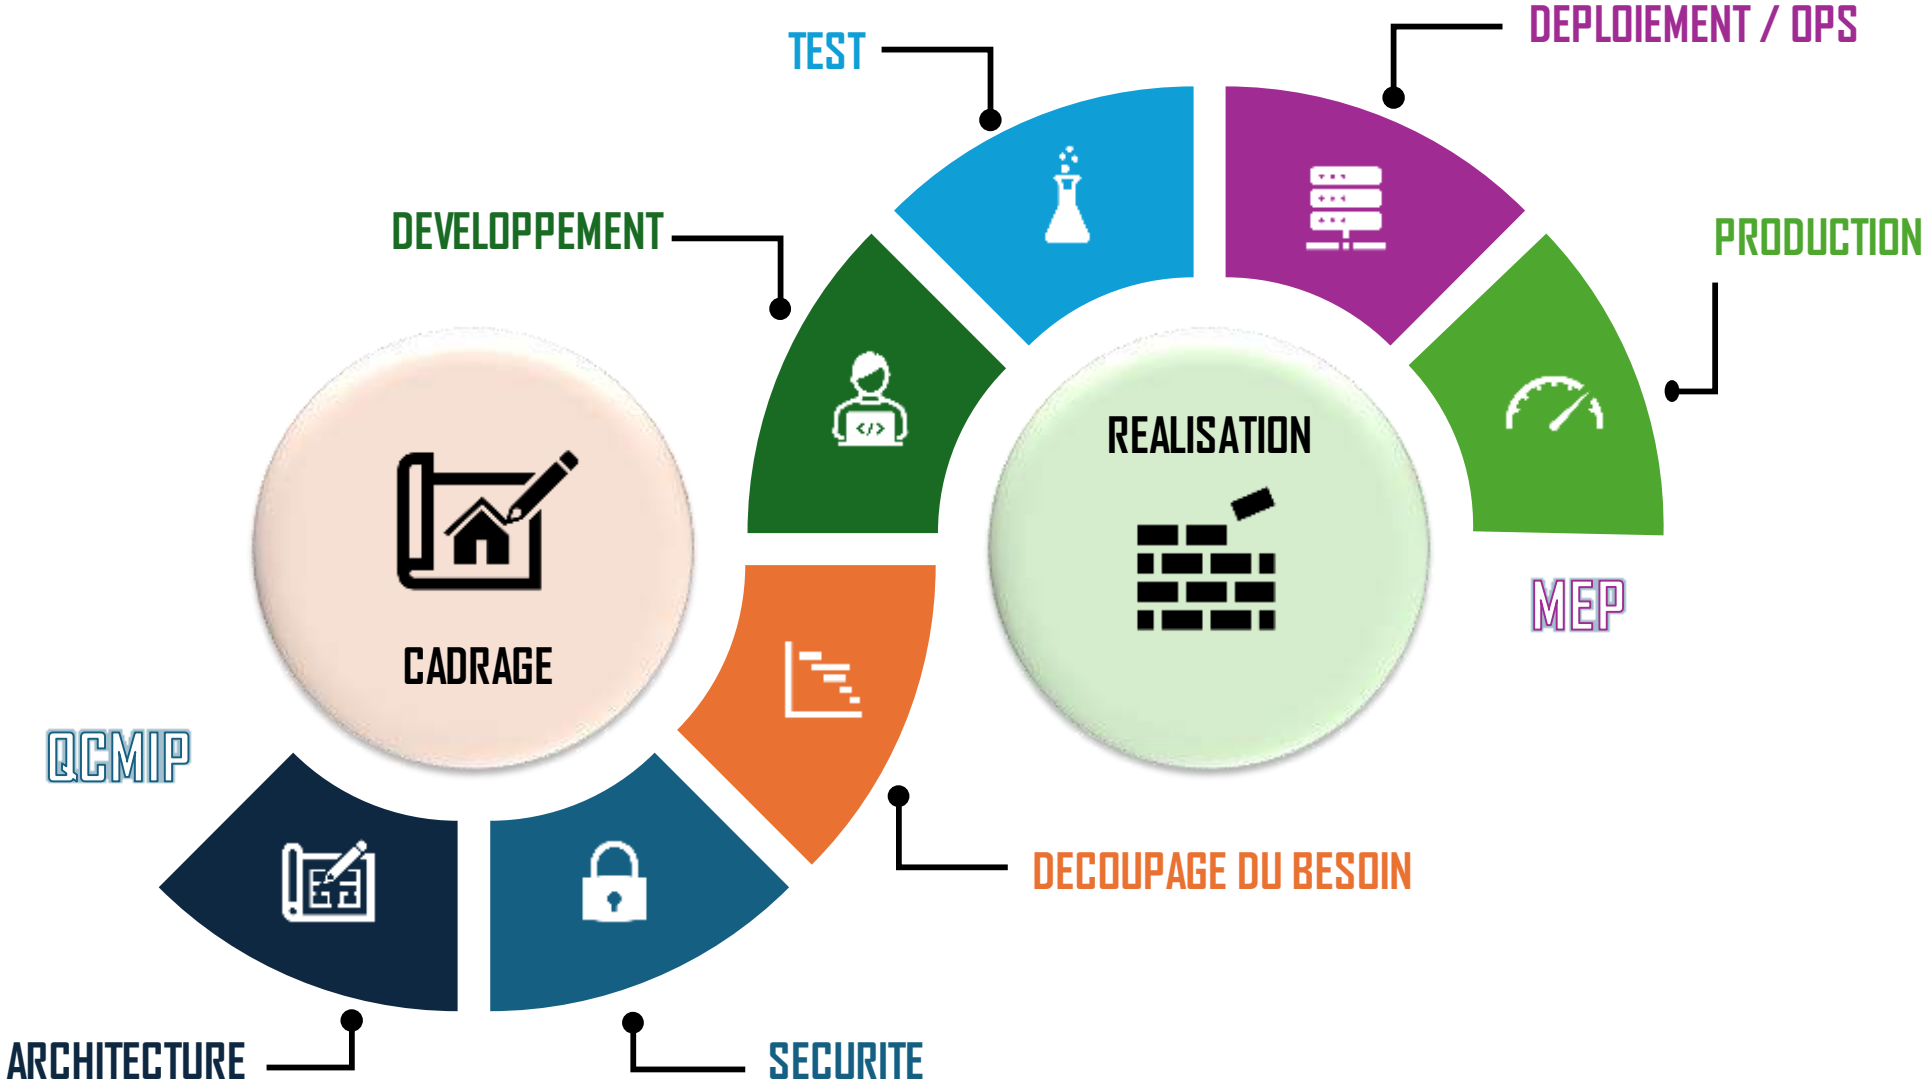 DEPLOIEMENT / OPS
TEST
DEVELOPPEMENT
PRODUCTION
</>
REALISATION
MEP
CADRAGE
QCMIP
DECOUPAGE DU BESOIN
ARCHITECTURE
SECURITE